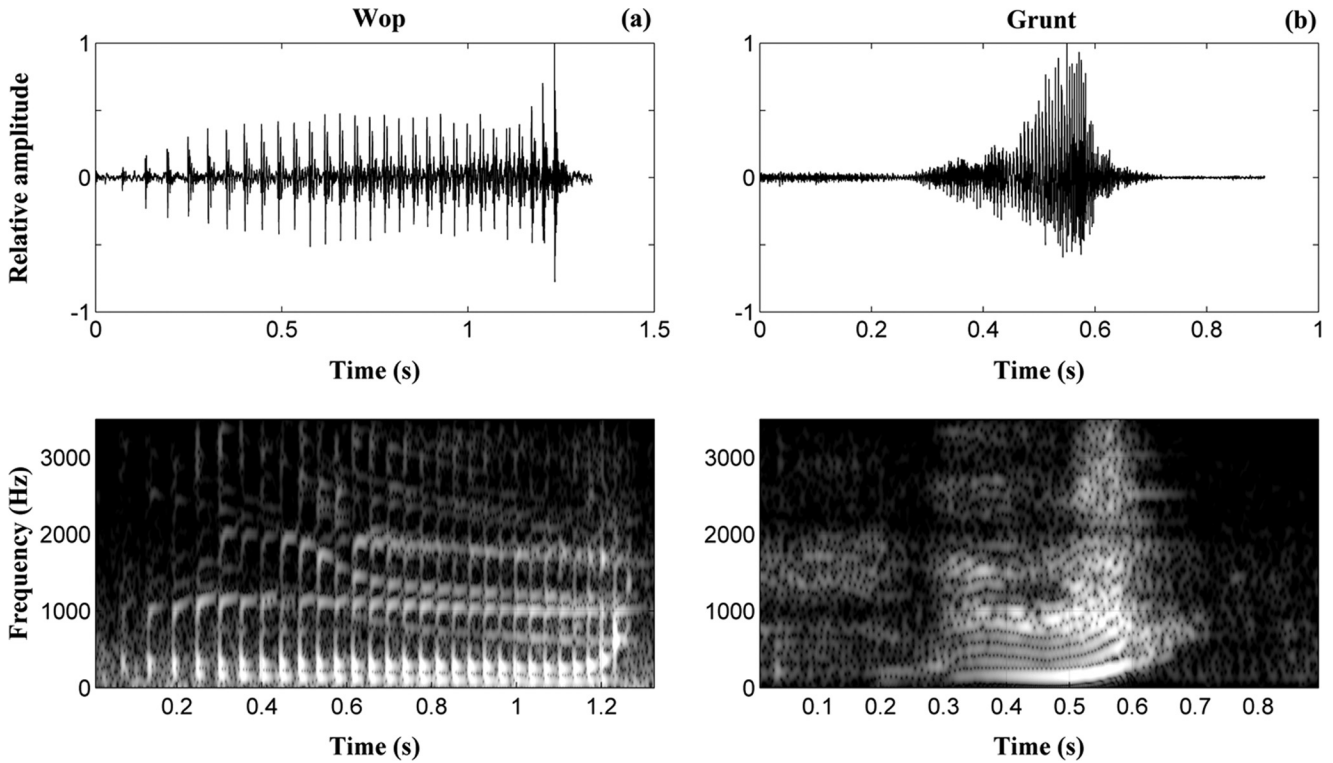 Wop (a)
Grunt (b)
Relative amplitude
1
0
-1
0 0.5 1 1.5
Time (s)
1
0
-1
0 0.2 0.4 0.6 0.8 1
Time (s)
Frequency (Hz)
3000
2000
1000
0
0.2 0.4 0.6 0.8 1 1.2
Time (s)
3000
2000
1000
0
0.1 0.2 0.3 0.4 0.5 0.6 0.7 0.8
Time (s)